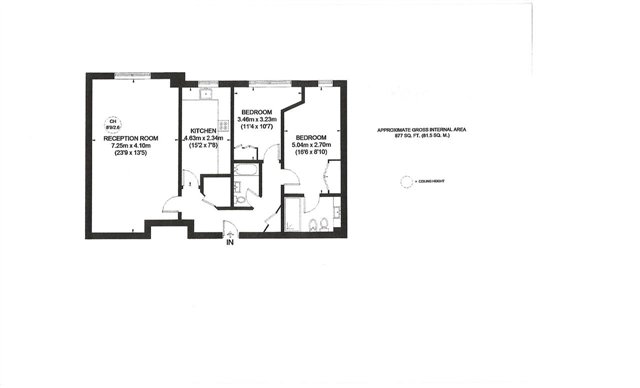 CH
8'6/2.6
RECEPTION ROOM
7.25m x 4.10m
(23'9 x 13'5)
KITCHEN
4.63m x 2.34m
(15'2 x 7'8)
BEDROOM
3.46m x 3.23m
(11'4 x 10'7)
BEDROOM
5.04m x 2.70m
(16'6 x 8'10)
IN
APPROXIMATE GROSS INTERNAL AREA
877 SQ. FT. (81.5 SQ. M.)
= CEILING HEIGHT